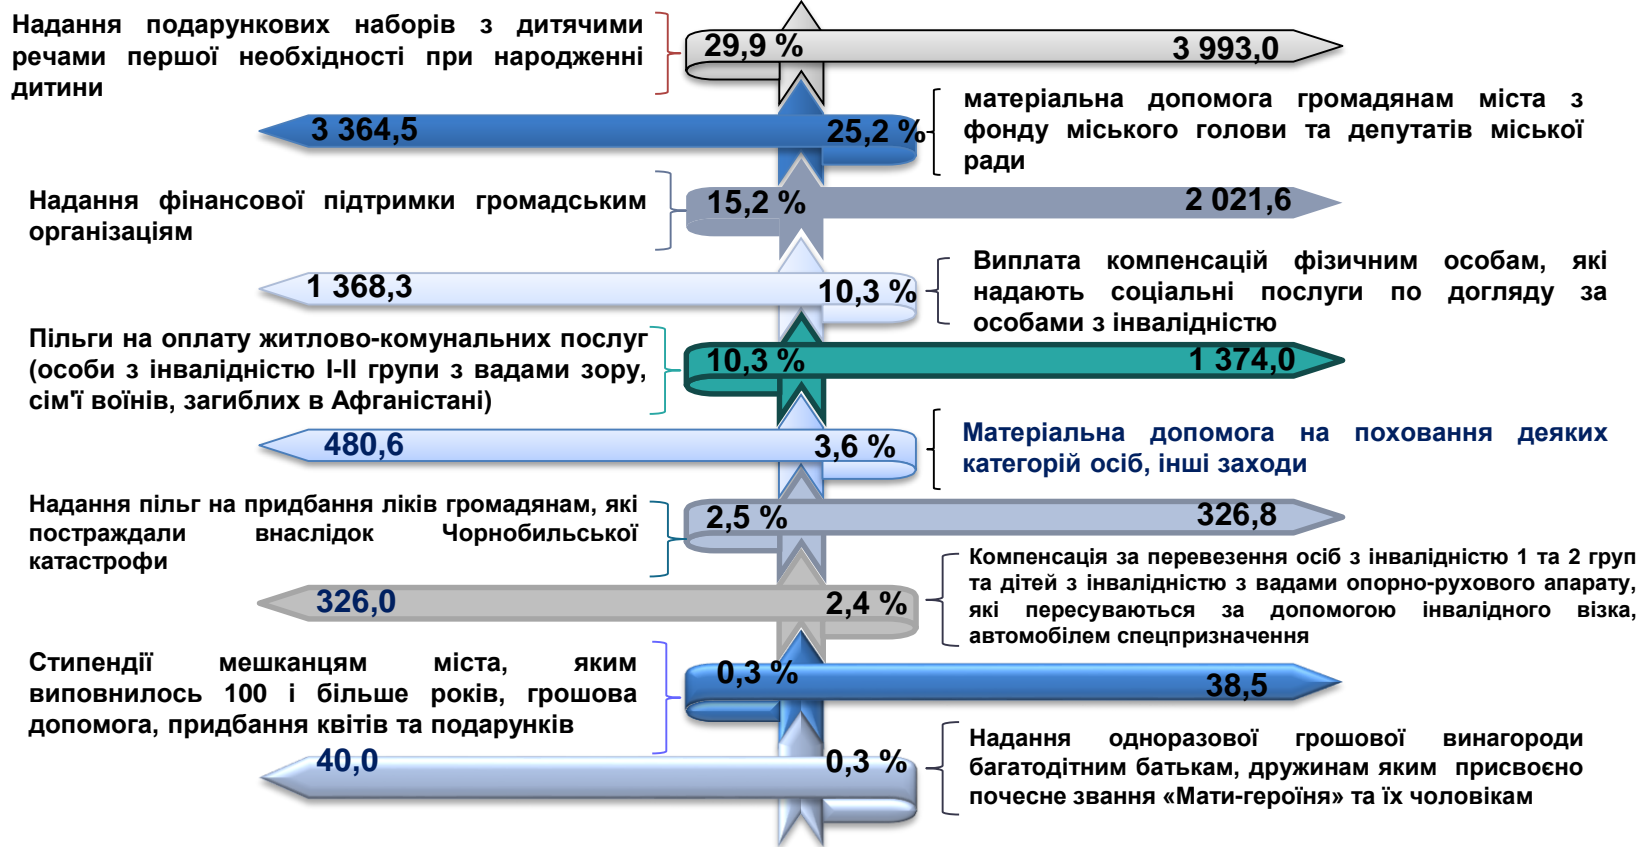 Надання подарункових наборів з дитячими
речами першої необхідності при народженні
дитини
29,9 %
3 993,0
3 364,5
25,2 %
матеріальна допомога громадянам міста з
фонду міського голови та депутатів міської
ради
Надання фінансової підтримки громадським
організаціям
15,2 %
2 021,6
1 368,3
10,3 %
Виплата компенсацій фізичним особам, які
надають соціальні послуги по догляду за
особами з інвалідністю
Пільги на оплату житлово-комунальних послуг
(особи з інвалідністю І-ІІ групи з вадами зору,
сім'ї воїнів, загиблих в Афганістані)
10,3 %
1 374,0
480,6
3,6 %
Матеріальна допомога на поховання деяких
категорій осіб, інші заходи
Надання пільг на придбання ліків громадянам, які
постраждали внаслідок Чорнобильської
катастрофи
2,5 %
326,8
326,0
2,4 %
Компенсація за перевезення осіб з інвалідністю 1 та 2 груп
та дітей з інвалідністю з вадами опорно-рухового апарату,
які пересуваються за допомогою інвалідного візка,
автомобілем спецпризначення
Стипендії мешканцям міста, яким
виповнилось 100 і більше років, грошова
допомога, придбання квітів та подарунків
0,3 %
38,5
40,0
0,3 %
Надання одноразової грошової винагороди
багатодітним батькам, дружинам яким присвоєно
почесне звання «Мати-героїня» та їх чоловікам